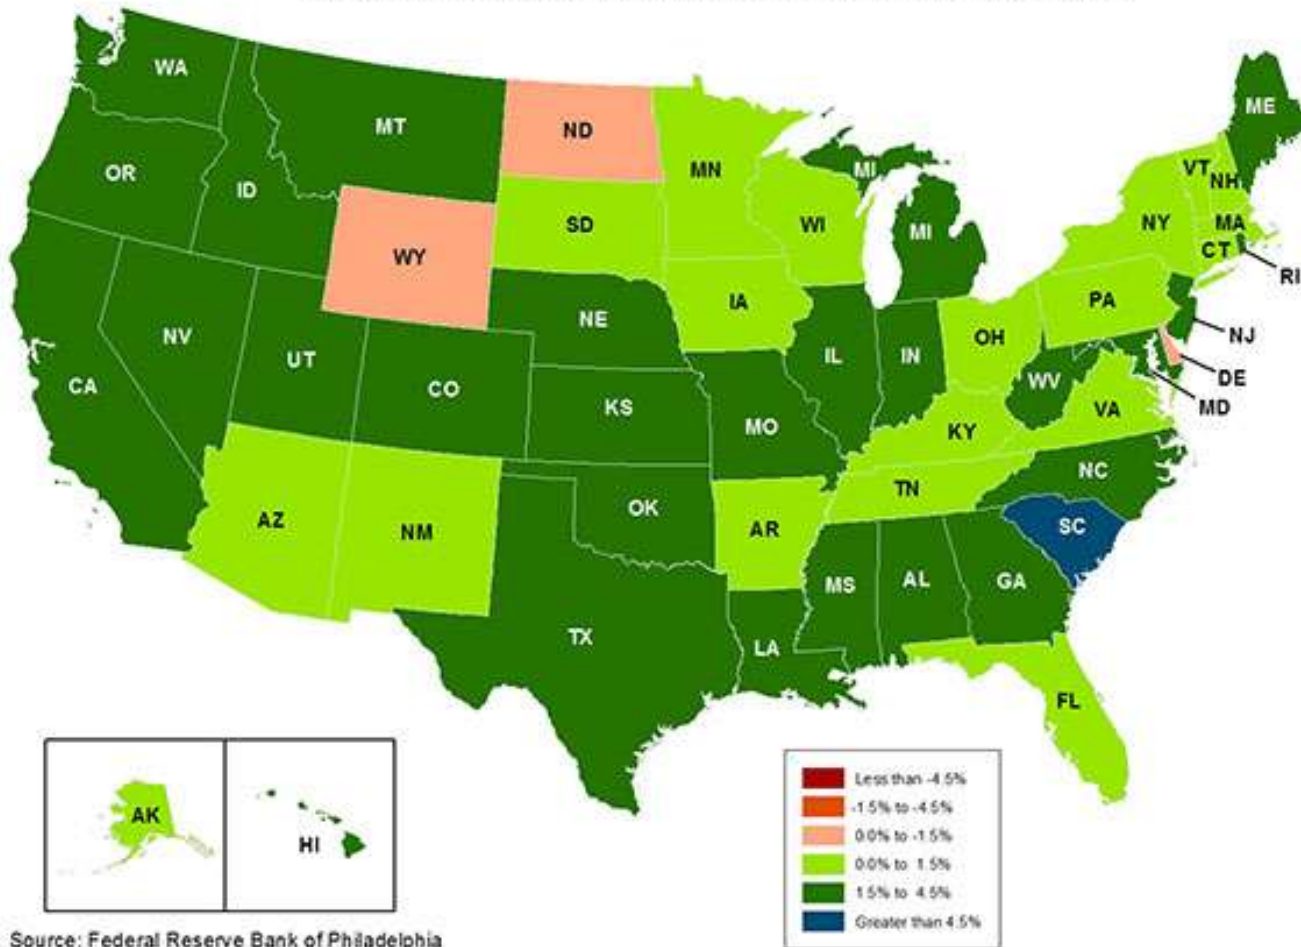 WA
MT
ND
MN
ME
OR
ID
MI
VT
NH
SD
WI
MI
NY
MA
WY
CT
RI
IA
PA
NE
NV
IL
IN
OH
NJ
UT
CO
WV
DE
CA
KS
MO
VA
MD
KY
NC
TN
OK
AZ
NM
AR
SC
MS
AL
GA
TX
LA
FL
AK
HI
Less than -4.5%
-1.5% to -4.5%
0.0% to -1.5%
0.0% to 1.5%
1.5% to 4.5%
Greater than 4.5%
Source: Federal Reserve Bank of Philadelphia